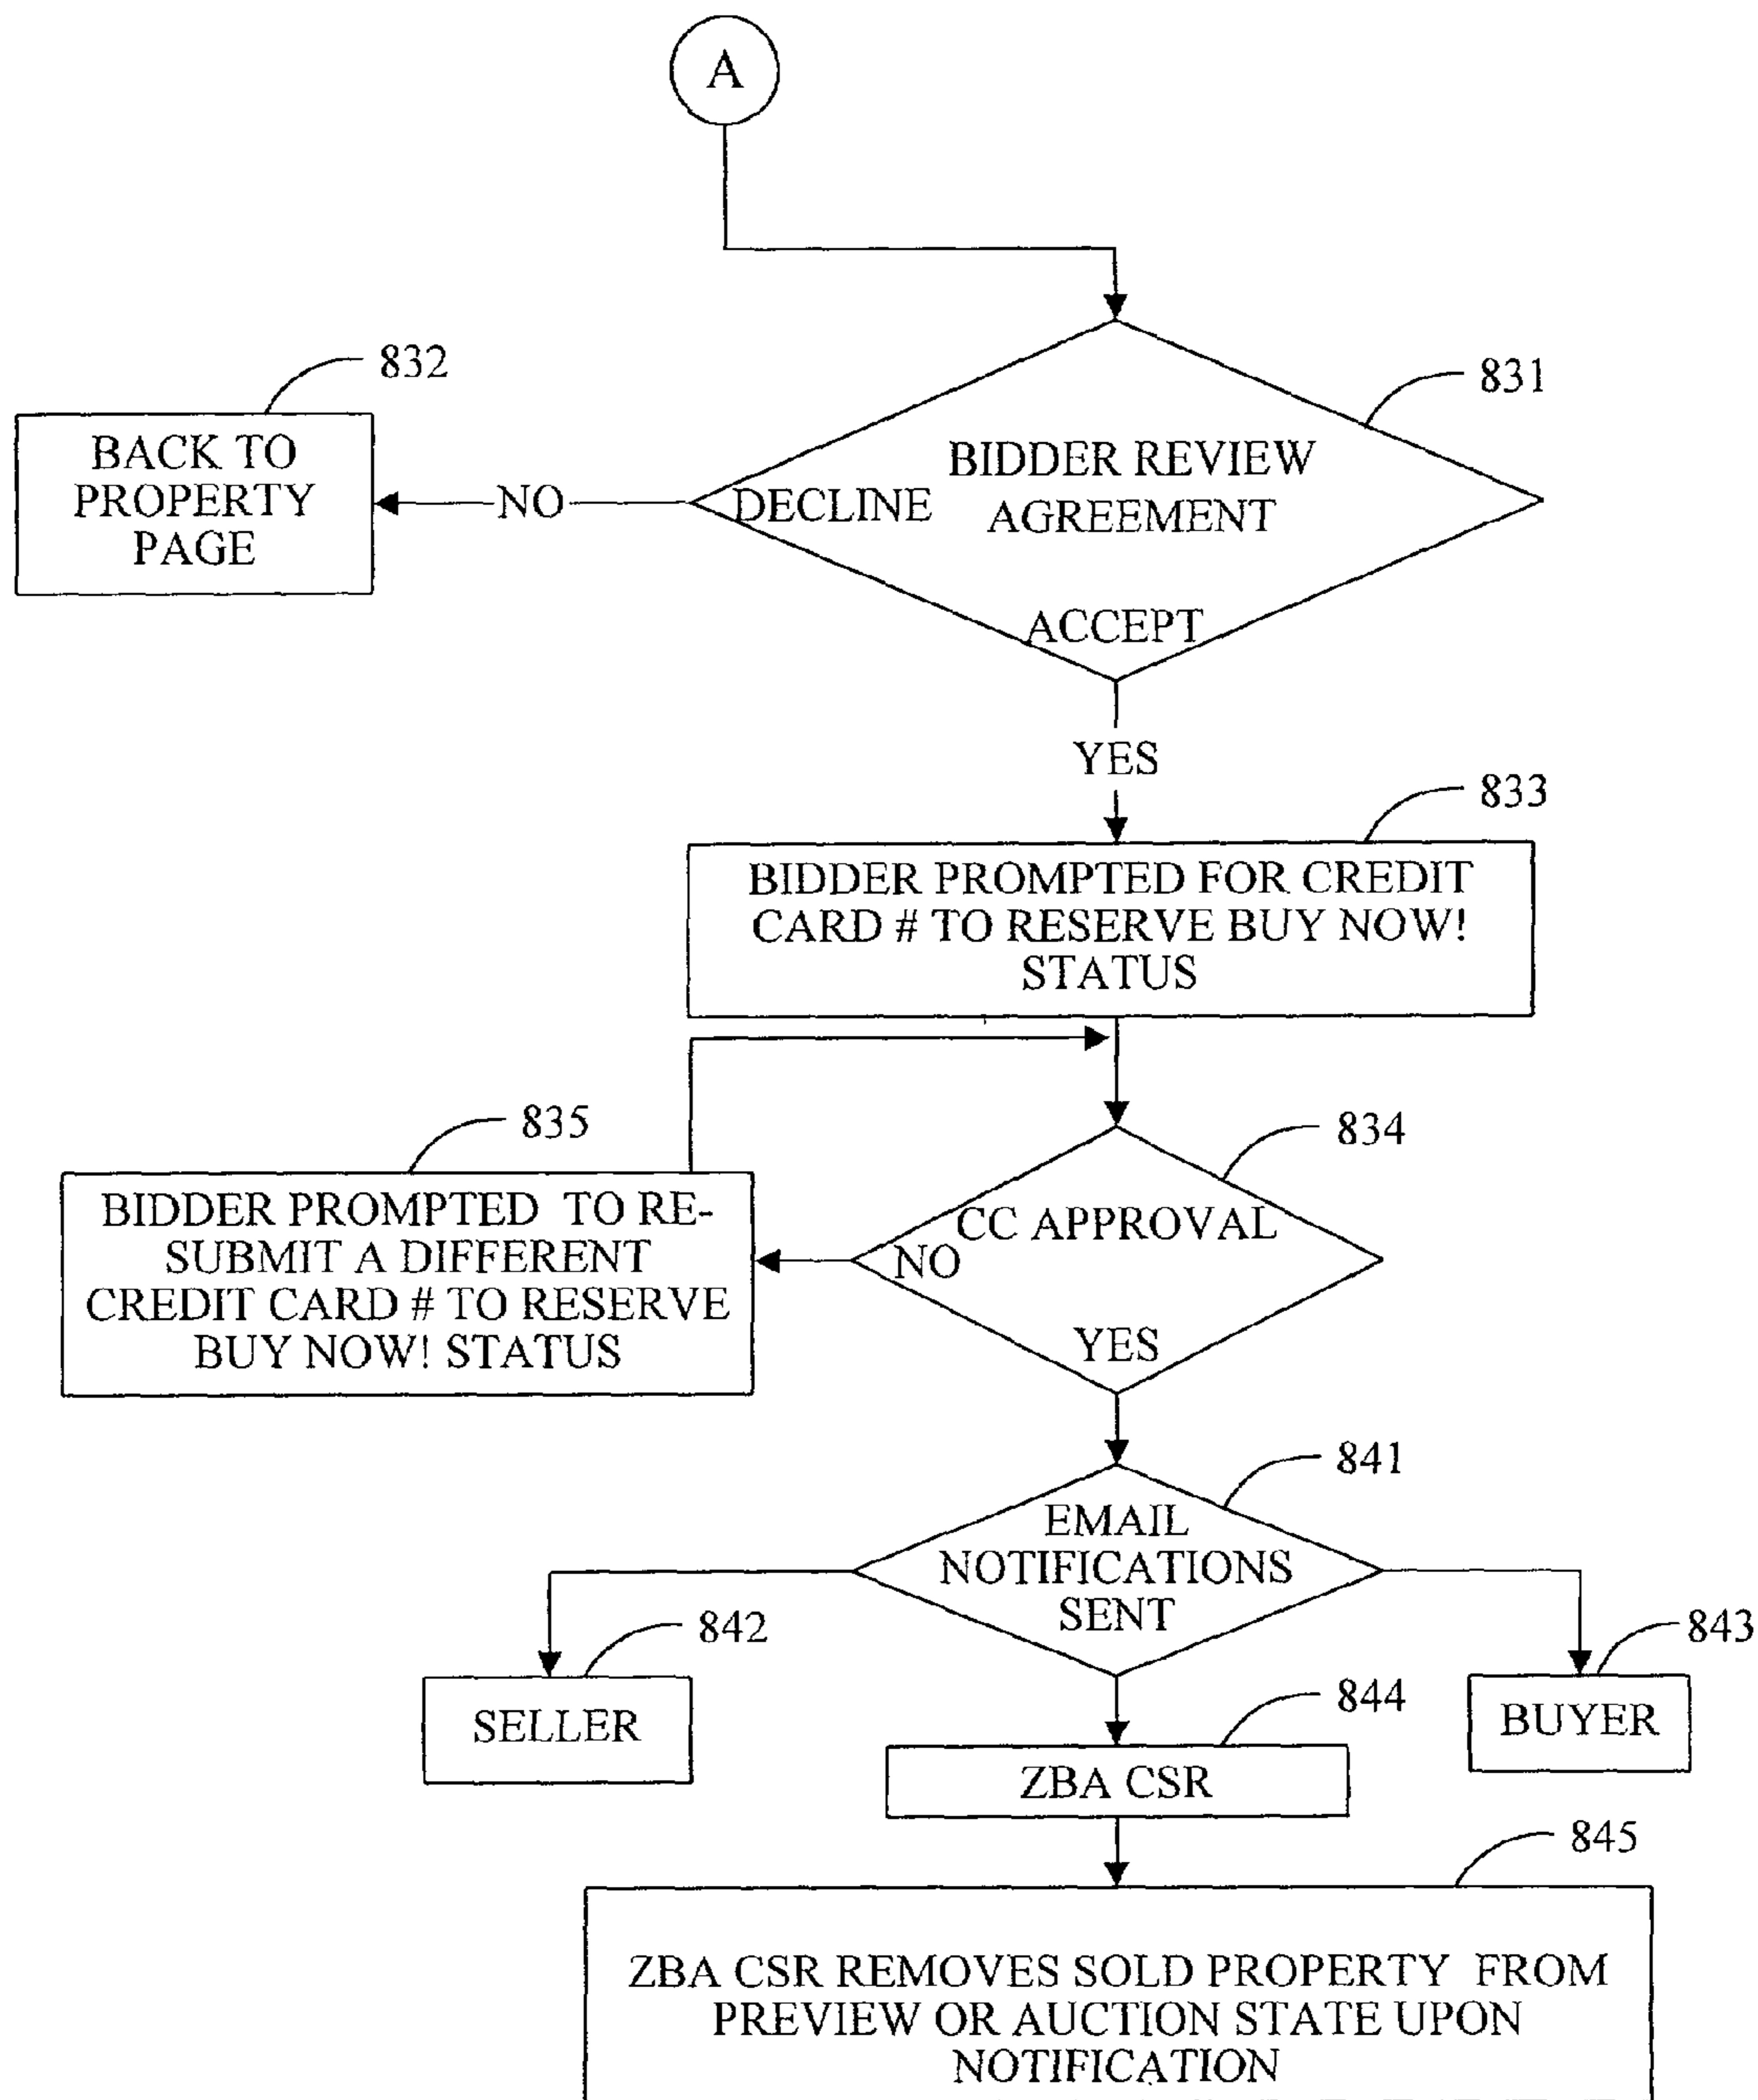 A
832
831
BACK TO
PROPERTY
PAGE
NO
DECLINE
BIDDER REVIEW
AGREEMENT
ACCEPT
YES
833
BIDDER PROMPTED FOR CREDIT
CARD # TO RESERVE BUY NOW!
STATUS
835
834
BIDDER PROMPTED TO RE-
SUBMIT A DIFFERENT
CREDIT CARD # TO RESERVE
BUY NOW! STATUS
CC APPROVAL
NO
YES
841
EMAIL
NOTIFICATIONS
SENT
842
843
SELLER
844
BUYER
ZBA CSR
845
ZBA CSR REMOVES SOLD PROPERTY FROM
PREVIEW OR AUCTION STATE UPON
NOTIFICATION